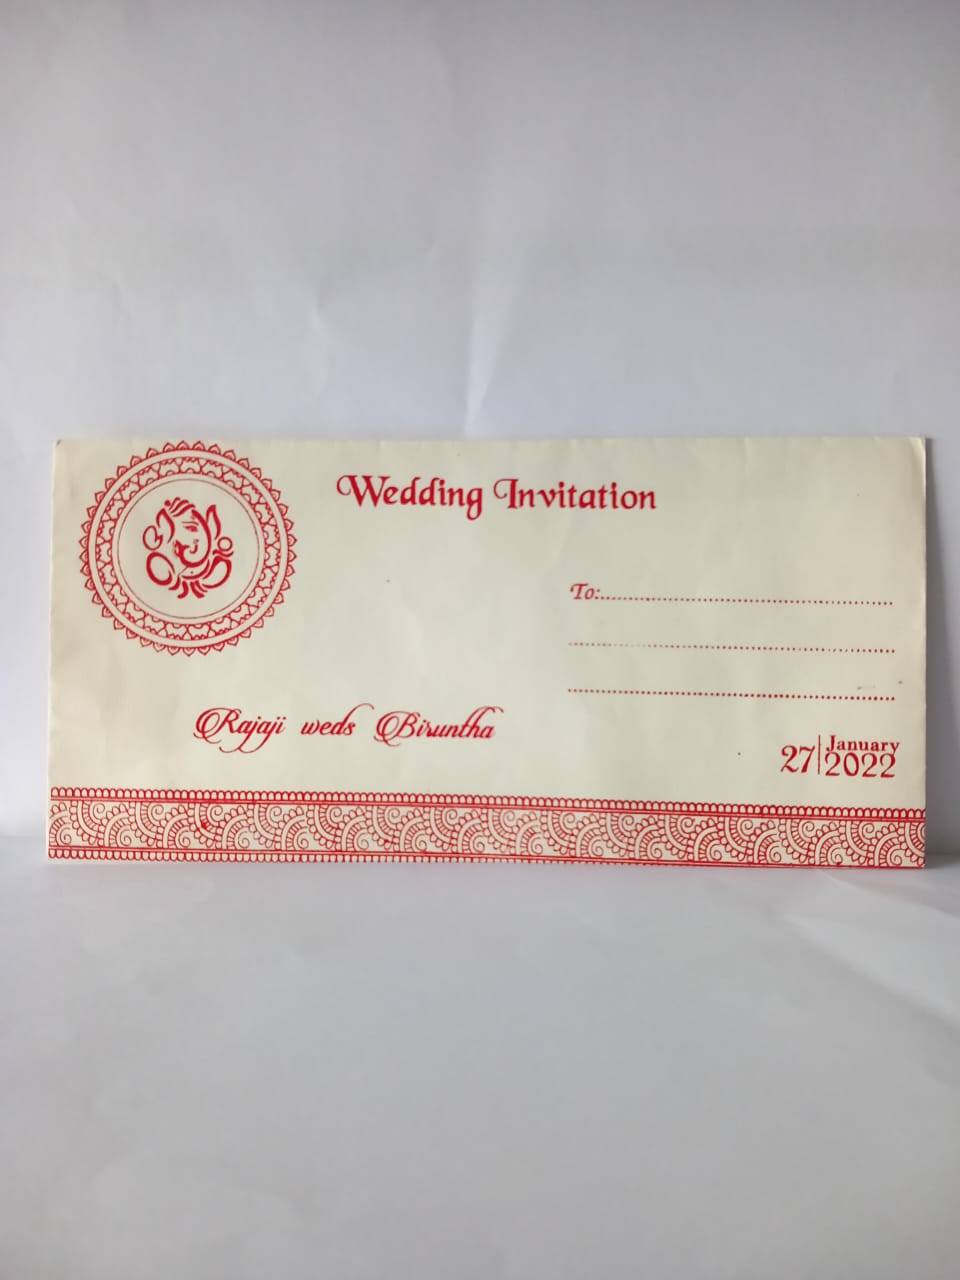 Wedding Invitation
To:................................................
................................................
................................................
Rajaji weds Biruntha
27 | January
2022